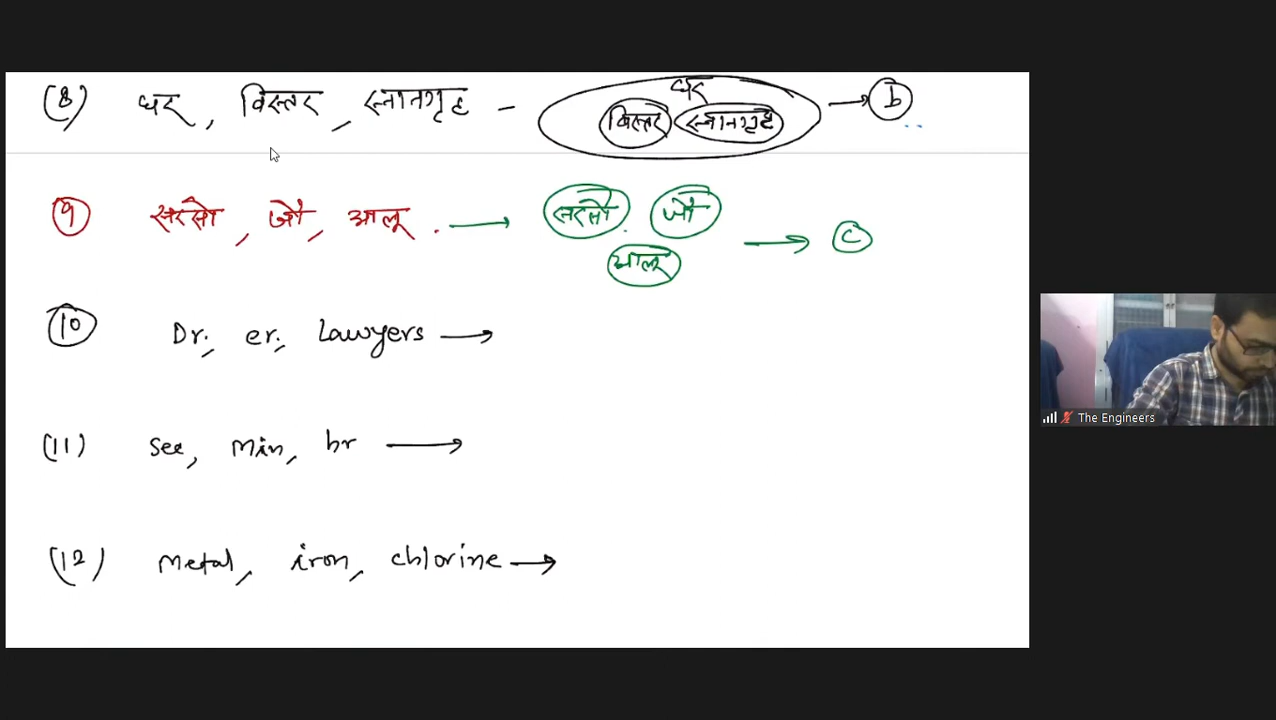 (8) घर, विस्तर, स्नानगृह - घर विस्तर स्नानगृह → b
9 सरसो, जौ, आलू. → सरसौ. जौ आलू → c
10 Dr., er., Lawyers →
(11) Sec, Min, hr →
(12) Metal, iron, chlorine →
The Engineers